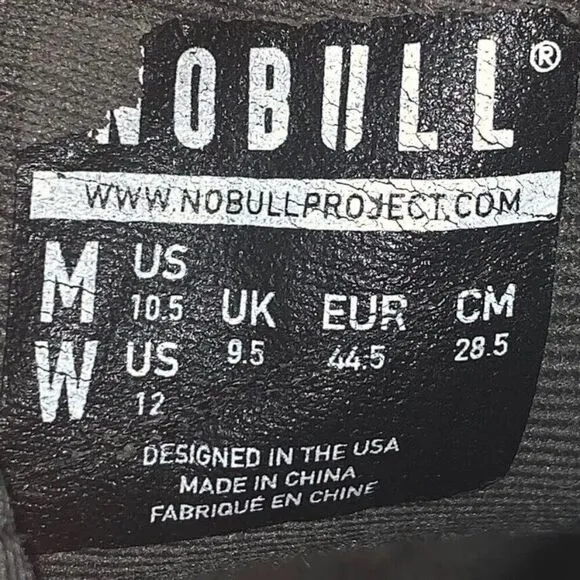 NOBULL®
WWW.NOBULLPROJECT.COM
M US 10.5 UK 9.5 EUR 44.5 CM 28.5
W US 12
DESIGNED IN THE USA
MADE IN CHINA
FABRIQUÉ EN CHINE